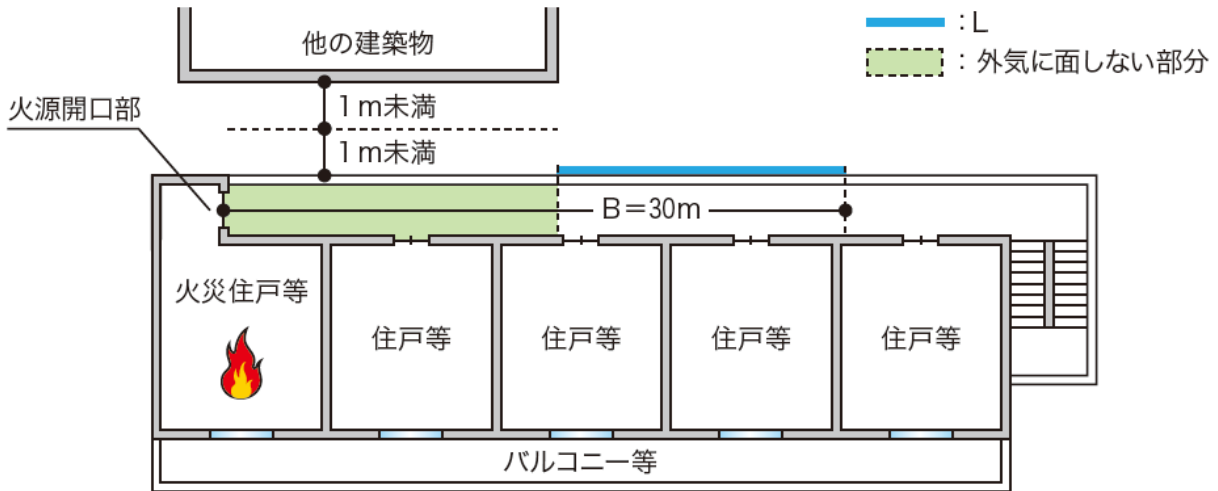 他の建築物
：L
：外気に面しない部分
火源開口部
1m未満
1m未満
B＝30m
火災住戸等
住戸等
住戸等
住戸等
住戸等
バルコニー等